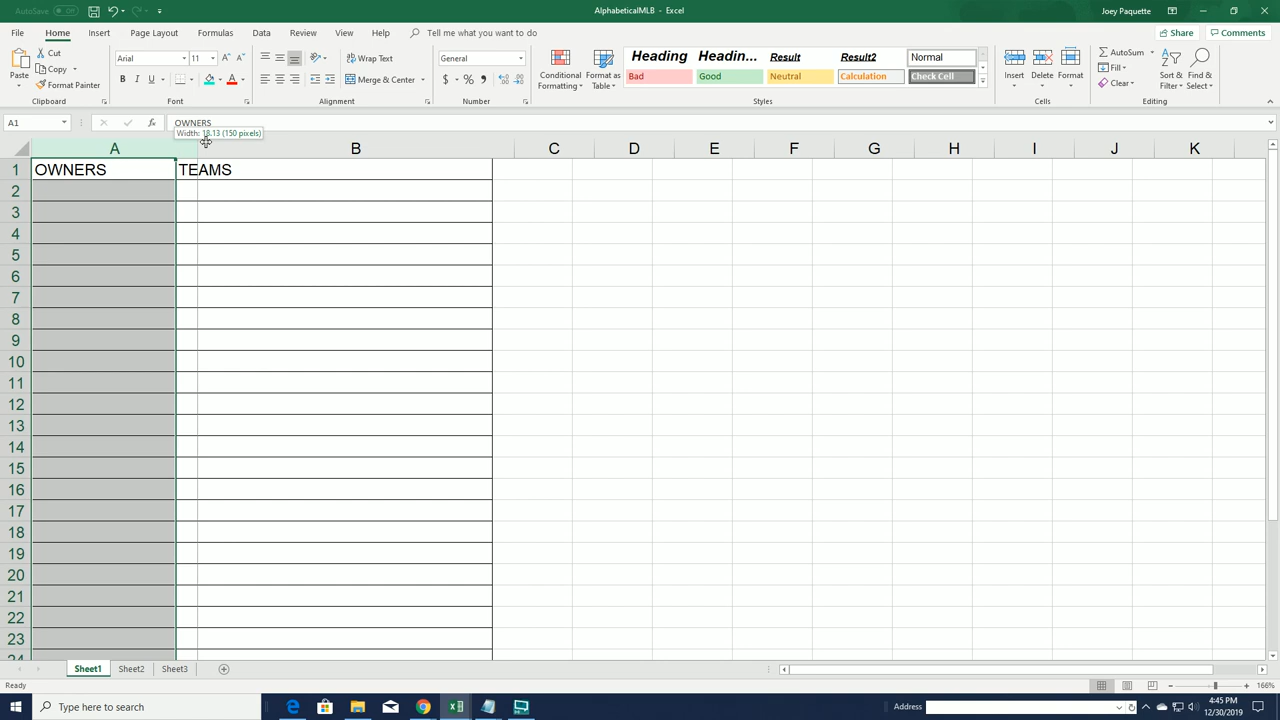 AutoSave Off
AlphabeticalMLB - Excel
Joey Paquette
File Home Insert Page Layout Formulas Data Review View Help Tell me what you want to do
Share Comments
Paste
Cut
Copy
Format Painter
Clipboard
Arial 11
B I U
Font
Wrap Text
Merge & Center
Alignment
General
$ % ,
Number
Conditional Formatting
Format as Table
Heading Headin... Result Result2 Normal
Bad Good Neutral Calculation Check Cell
Styles
Insert Delete Format
Cells
AutoSum
Fill
Clear
Sort & Filter
Find & Select
Editing
A1
fx
OWNERS
Width: 18.13 (150 pixels)
A B C D E F G H I J K
1 OWNERS TEAMS
2
3
4
5
6
7
8
9
10
11
12
13
14
15
16
17
18
19
20
21
22
23
24
Sheet1 Sheet2 Sheet3
Ready
166%
Type here to search
Address
4:45 PM
12/30/2019